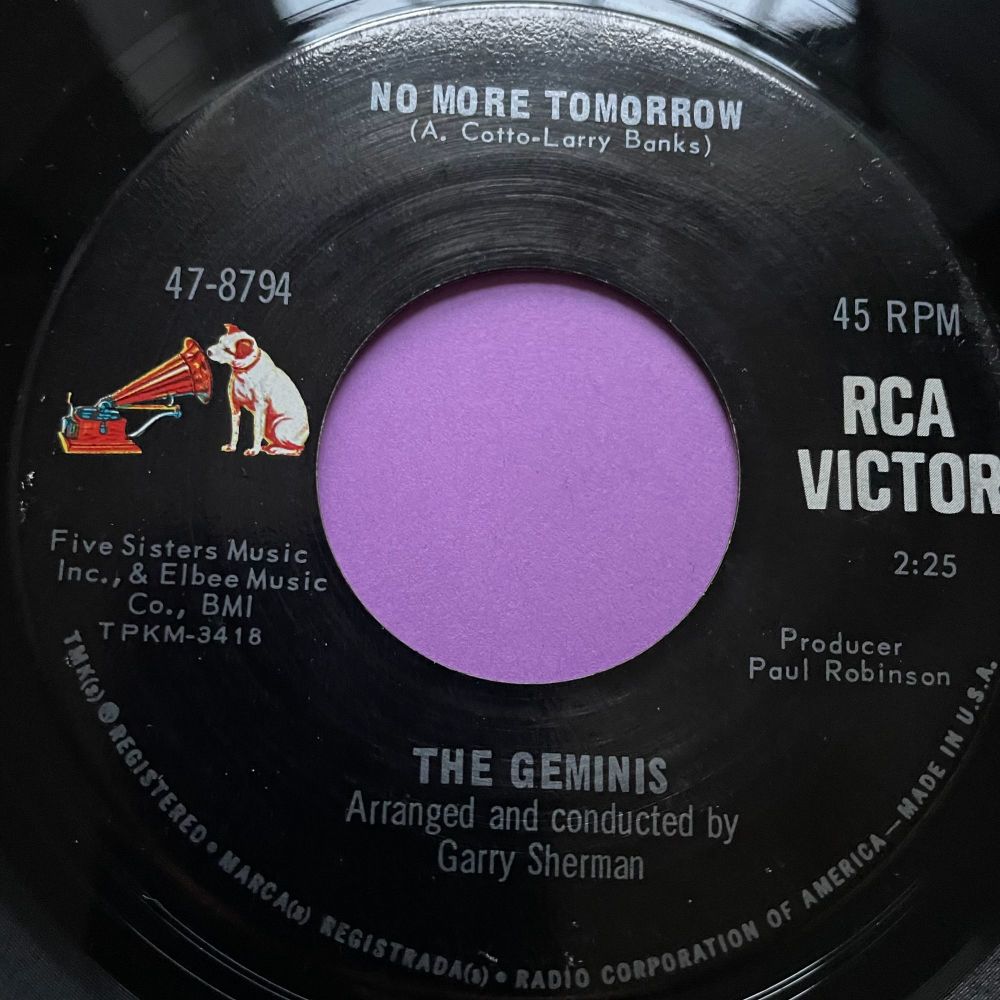 NO MORE TOMORROW
(A. Cotto-Larry Banks)
47-8794
45 RPM
RCA
VICTOR
Five Sisters Music
Inc., & Elbee Music
Co., BMI
TPKM-3418
2:25
Producer
Paul Robinson
THE GEMINIS
Arranged and conducted by
Garry Sherman
TMK(s) ® REGISTERED • MARCA(s) REGISTRADA(s) • RADIO CORPORATION OF AMERICA — MADE IN U.S.A.